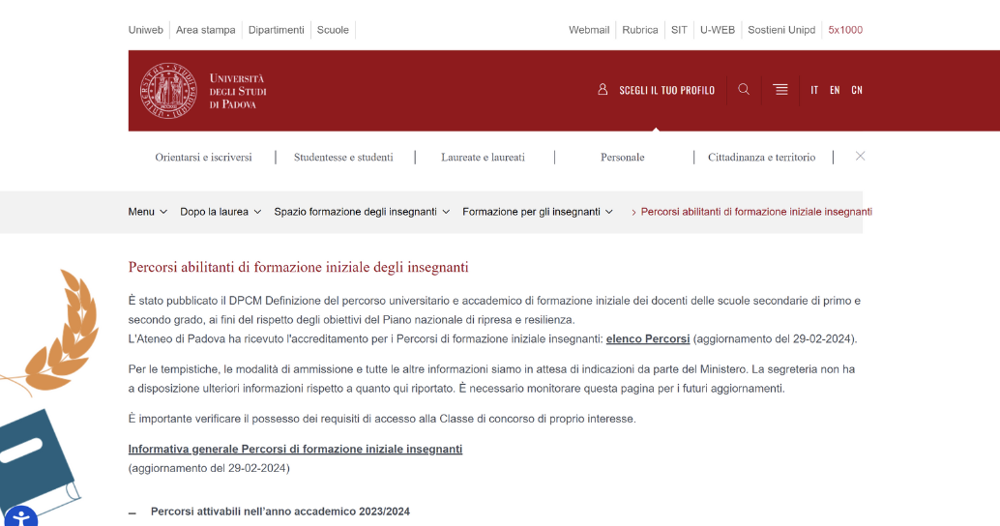 Uniweb Area stampa Dipartimenti Scuole Webmail Rubrica SIT U-WEB Sostieni Unipd 5x1000
UNIVERSITÀ
DEGLI STUDI
DI PADOVA
SCEGLI IL TUO PROFILO IT EN CN
Orientarsi e iscriversi Studentesse e studenti Laureate e laureati Personale Cittadinanza e territorio
Menu Dopo la laurea Spazio formazione degli insegnanti Formazione per gli insegnanti Percorsi abilitanti di formazione iniziale insegnanti
Percorsi abilitanti di formazione iniziale degli insegnanti
È stato pubblicato il DPCM Definizione del percorso universitario e accademico di formazione iniziale dei docenti delle scuole secondarie di primo e
secondo grado, ai fini del rispetto degli obiettivi del Piano nazionale di ripresa e resilienza.
L'Ateneo di Padova ha ricevuto l'accreditamento per i Percorsi di formazione iniziale insegnanti: elenco Percorsi (aggiornamento del 29-02-2024).
Per le tempistiche, le modalità di ammissione e tutte le altre informazioni siamo in attesa di indicazioni da parte del Ministero. La segreteria non ha
a disposizione ulteriori informazioni rispetto a quanto qui riportato. È necessario monitorare questa pagina per i futuri aggiornamenti.
È importante verificare il possesso dei requisiti di accesso alla Classe di concorso di proprio interesse.
Informativa generale Percorsi di formazione iniziale insegnanti
(aggiornamento del 29-02-2024)
Percorsi attivabili nell'anno accademico 2023/2024